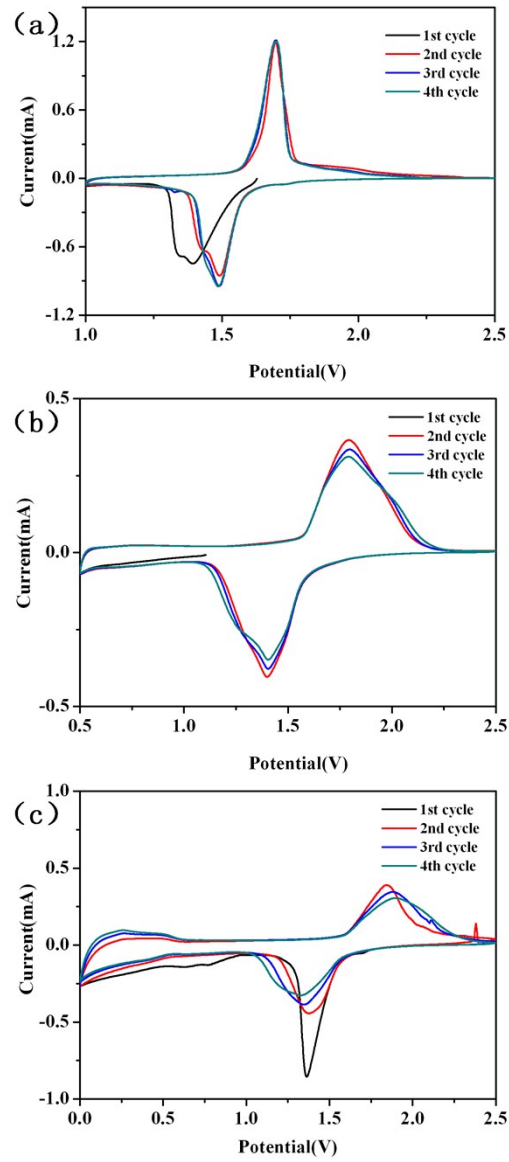 (a)
1st cycle
2nd cycle
3rd cycle
4th cycle
Current(mA)
1.2
0.6
0.0
-0.6
-1.2
1.0 1.5 2.0 2.5
Potential(V)
(b)
1st cycle
2nd cycle
3rd cycle
4th cycle
Current(mA)
0.5
0.0
-0.5
0.5 1.0 1.5 2.0 2.5
Potential(V)
(c)
1st cycle
2nd cycle
3rd cycle
4th cycle
Current(mA)
1.0
0.5
0.0
-0.5
-1.0
0.0 0.5 1.0 1.5 2.0 2.5
Potential(V)